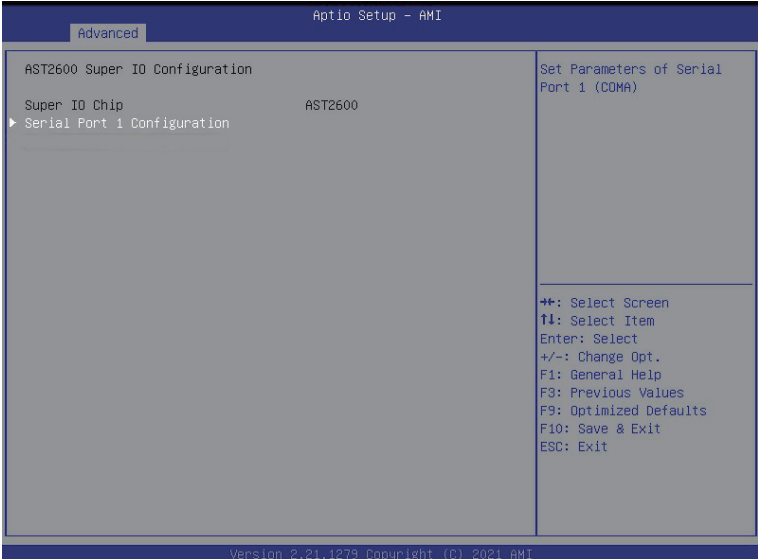 Aptio Setup – AMI
Advanced
AST2600 Super IO Configuration
Super IO Chip AST2600
Serial Port 1 Configuration
Set Parameters of Serial
Port 1 (COMA)
→←: Select Screen
↑↓: Select Item
Enter: Select
+/-: Change Opt.
F1: General Help
F3: Previous Values
F9: Optimized Defaults
F10: Save & Exit
ESC: Exit
Version 2.21.1279 Copyright (C) 2021 AMI